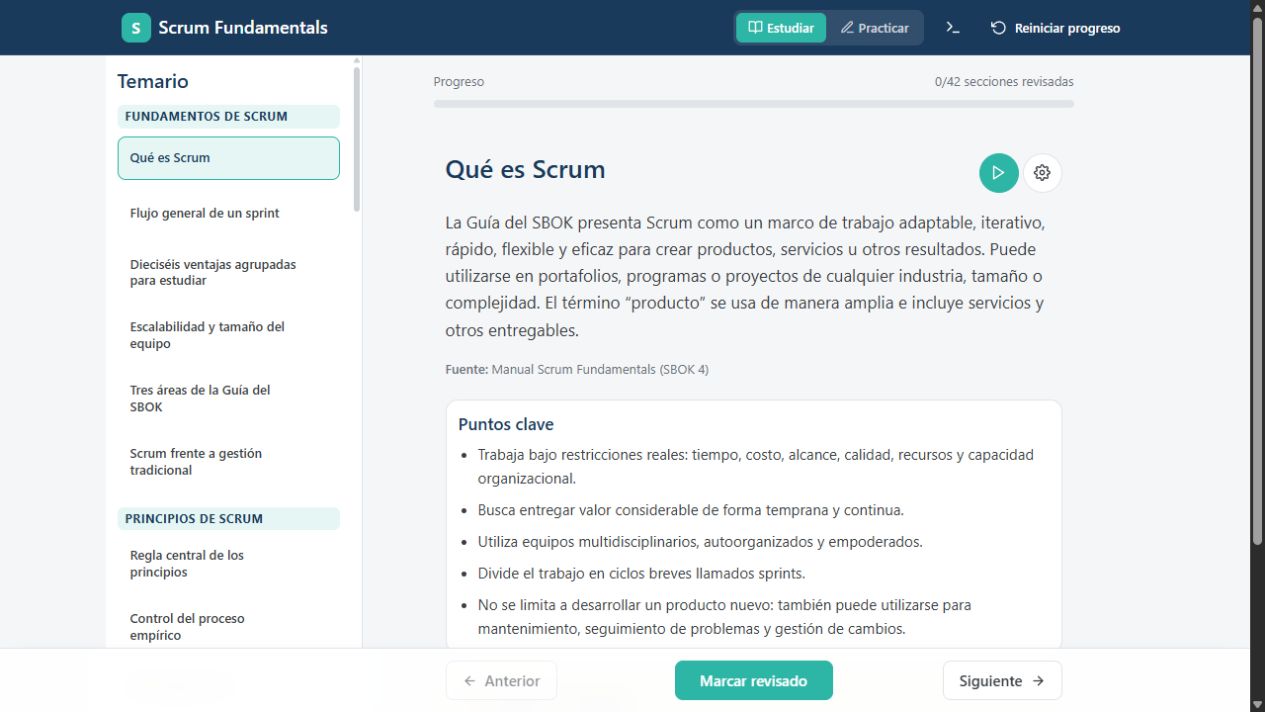 S Scrum Fundamentals
Estudiar
Practicar
Reiniciar progreso
Temario
FUNDAMENTOS DE SCRUM
Qué es Scrum
Flujo general de un sprint
Dieciséis ventajas agrupadas
para estudiar
Escalabilidad y tamaño del
equipo
Tres áreas de la Guía del
SBOK
Scrum frente a gestión
tradicional
PRINCIPIOS DE SCRUM
Regla central de los
principios
Control del proceso
empírico
Progreso
0/42 secciones revisadas
Qué es Scrum
La Guía del SBOK presenta Scrum como un marco de trabajo adaptable, iterativo,
rápido, flexible y eficaz para crear productos, servicios u otros resultados. Puede
utilizarse en portafolios, programas o proyectos de cualquier industria, tamaño o
complejidad. El término “producto” se usa de manera amplia e incluye servicios y
otros entregables.
Fuente: Manual Scrum Fundamentals (SBOK 4)
Puntos clave
• Trabaja bajo restricciones reales: tiempo, costo, alcance, calidad, recursos y capacidad
organizacional.
• Busca entregar valor considerable de forma temprana y continua.
• Utiliza equipos multidisciplinarios, autoorganizados y empoderados.
• Divide el trabajo en ciclos breves llamados sprints.
• No se limita a desarrollar un producto nuevo: también puede utilizarse para
mantenimiento, seguimiento de problemas y gestión de cambios.
← Anterior
Marcar revisado
Siguiente →